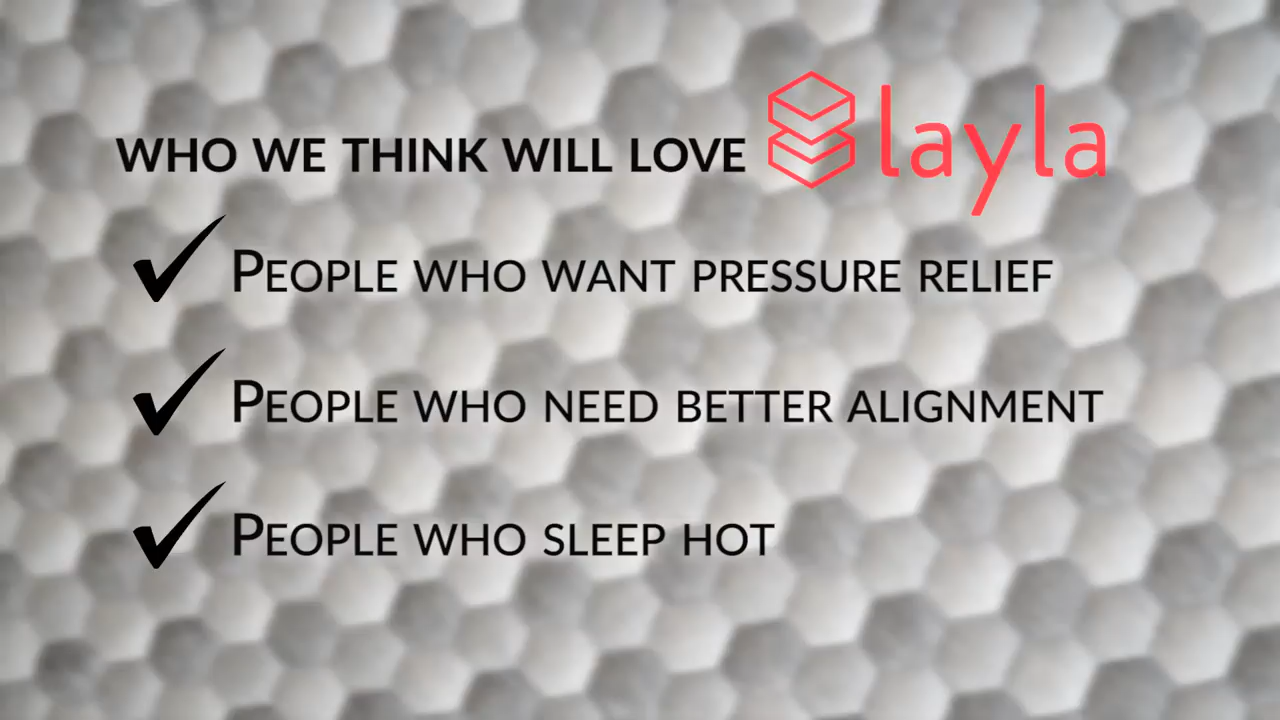 WHO WE THINK WILL LOVE layla
PEOPLE WHO WANT PRESSURE RELIEF
PEOPLE WHO NEED BETTER ALIGNMENT
PEOPLE WHO SLEEP HOT